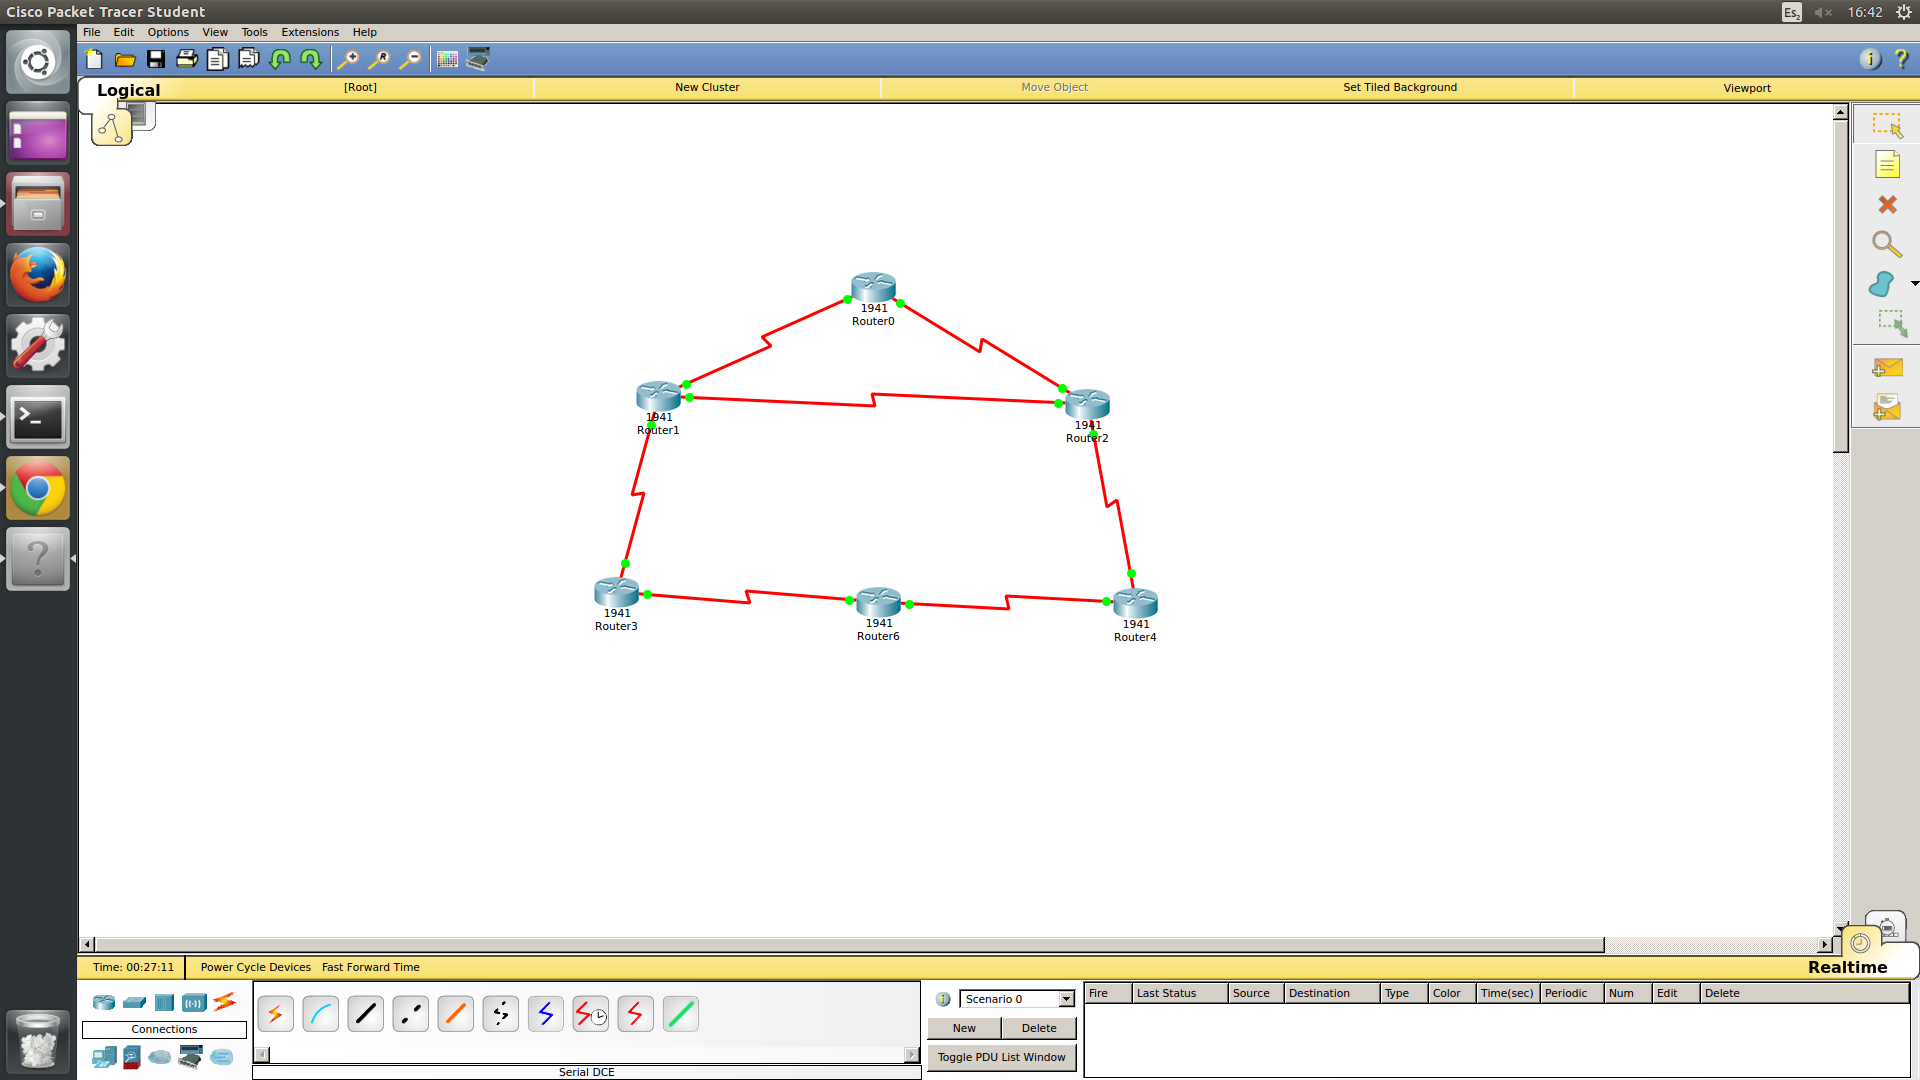 Cisco Packet Tracer Student Es2 16:42
File Edit Options View Tools Extensions Help
Logical [Root] New Cluster Move Object Set Tiled Background Viewport
1941
Router0
1941
Router1
1941
Router2
1941
Router3
1941
Router6
1941
Router4
Time: 00:27:11 Power Cycle Devices Fast Forward Time Realtime
Connections
Serial DCE
Scenario 0
New Delete
Toggle PDU List Window
Fire Last Status Source Destination Type Color Time(sec) Periodic Num Edit Delete